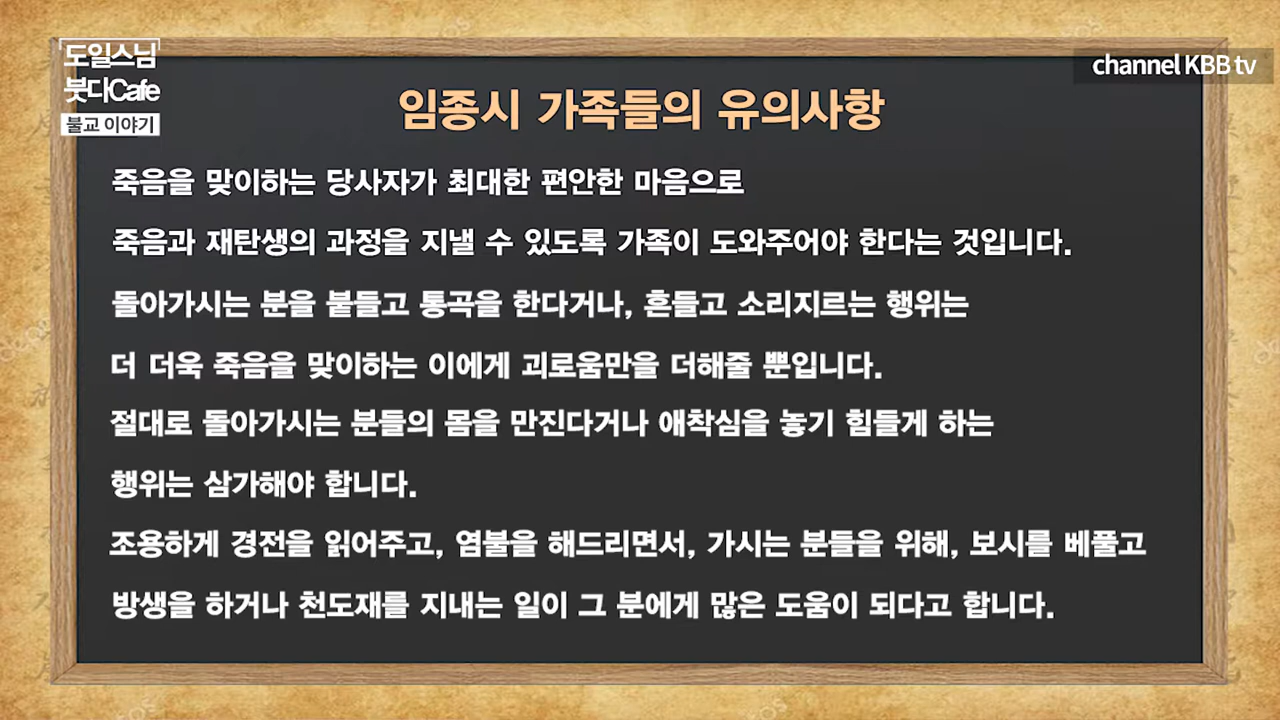 도일스님
붓다Cafe
불교 이야기
channel KBB tv
임종시 가족들의 유의사항
죽음을 맞이하는 당사자가 최대한 편안한 마음으로
죽음과 재탄생의 과정을 지낼 수 있도록 가족이 도와주어야 한다는 것입니다.
돌아가시는 분을 붙들고 통곡을 한다거나, 흔들고 소리지르는 행위는
더 더욱 죽음을 맞이하는 이에게 괴로움만을 더해줄 뿐입니다.
절대로 돌아가시는 분들의 몸을 만진다거나 애착심을 놓기 힘들게 하는
행위는 삼가해야 합니다.
조용하게 경전을 읽어주고, 염불을 해드리면서, 가시는 분들을 위해, 보시를 베풀고
방생을 하거나 천도재를 지내는 일이 그 분에게 많은 도움이 되다고 합니다.